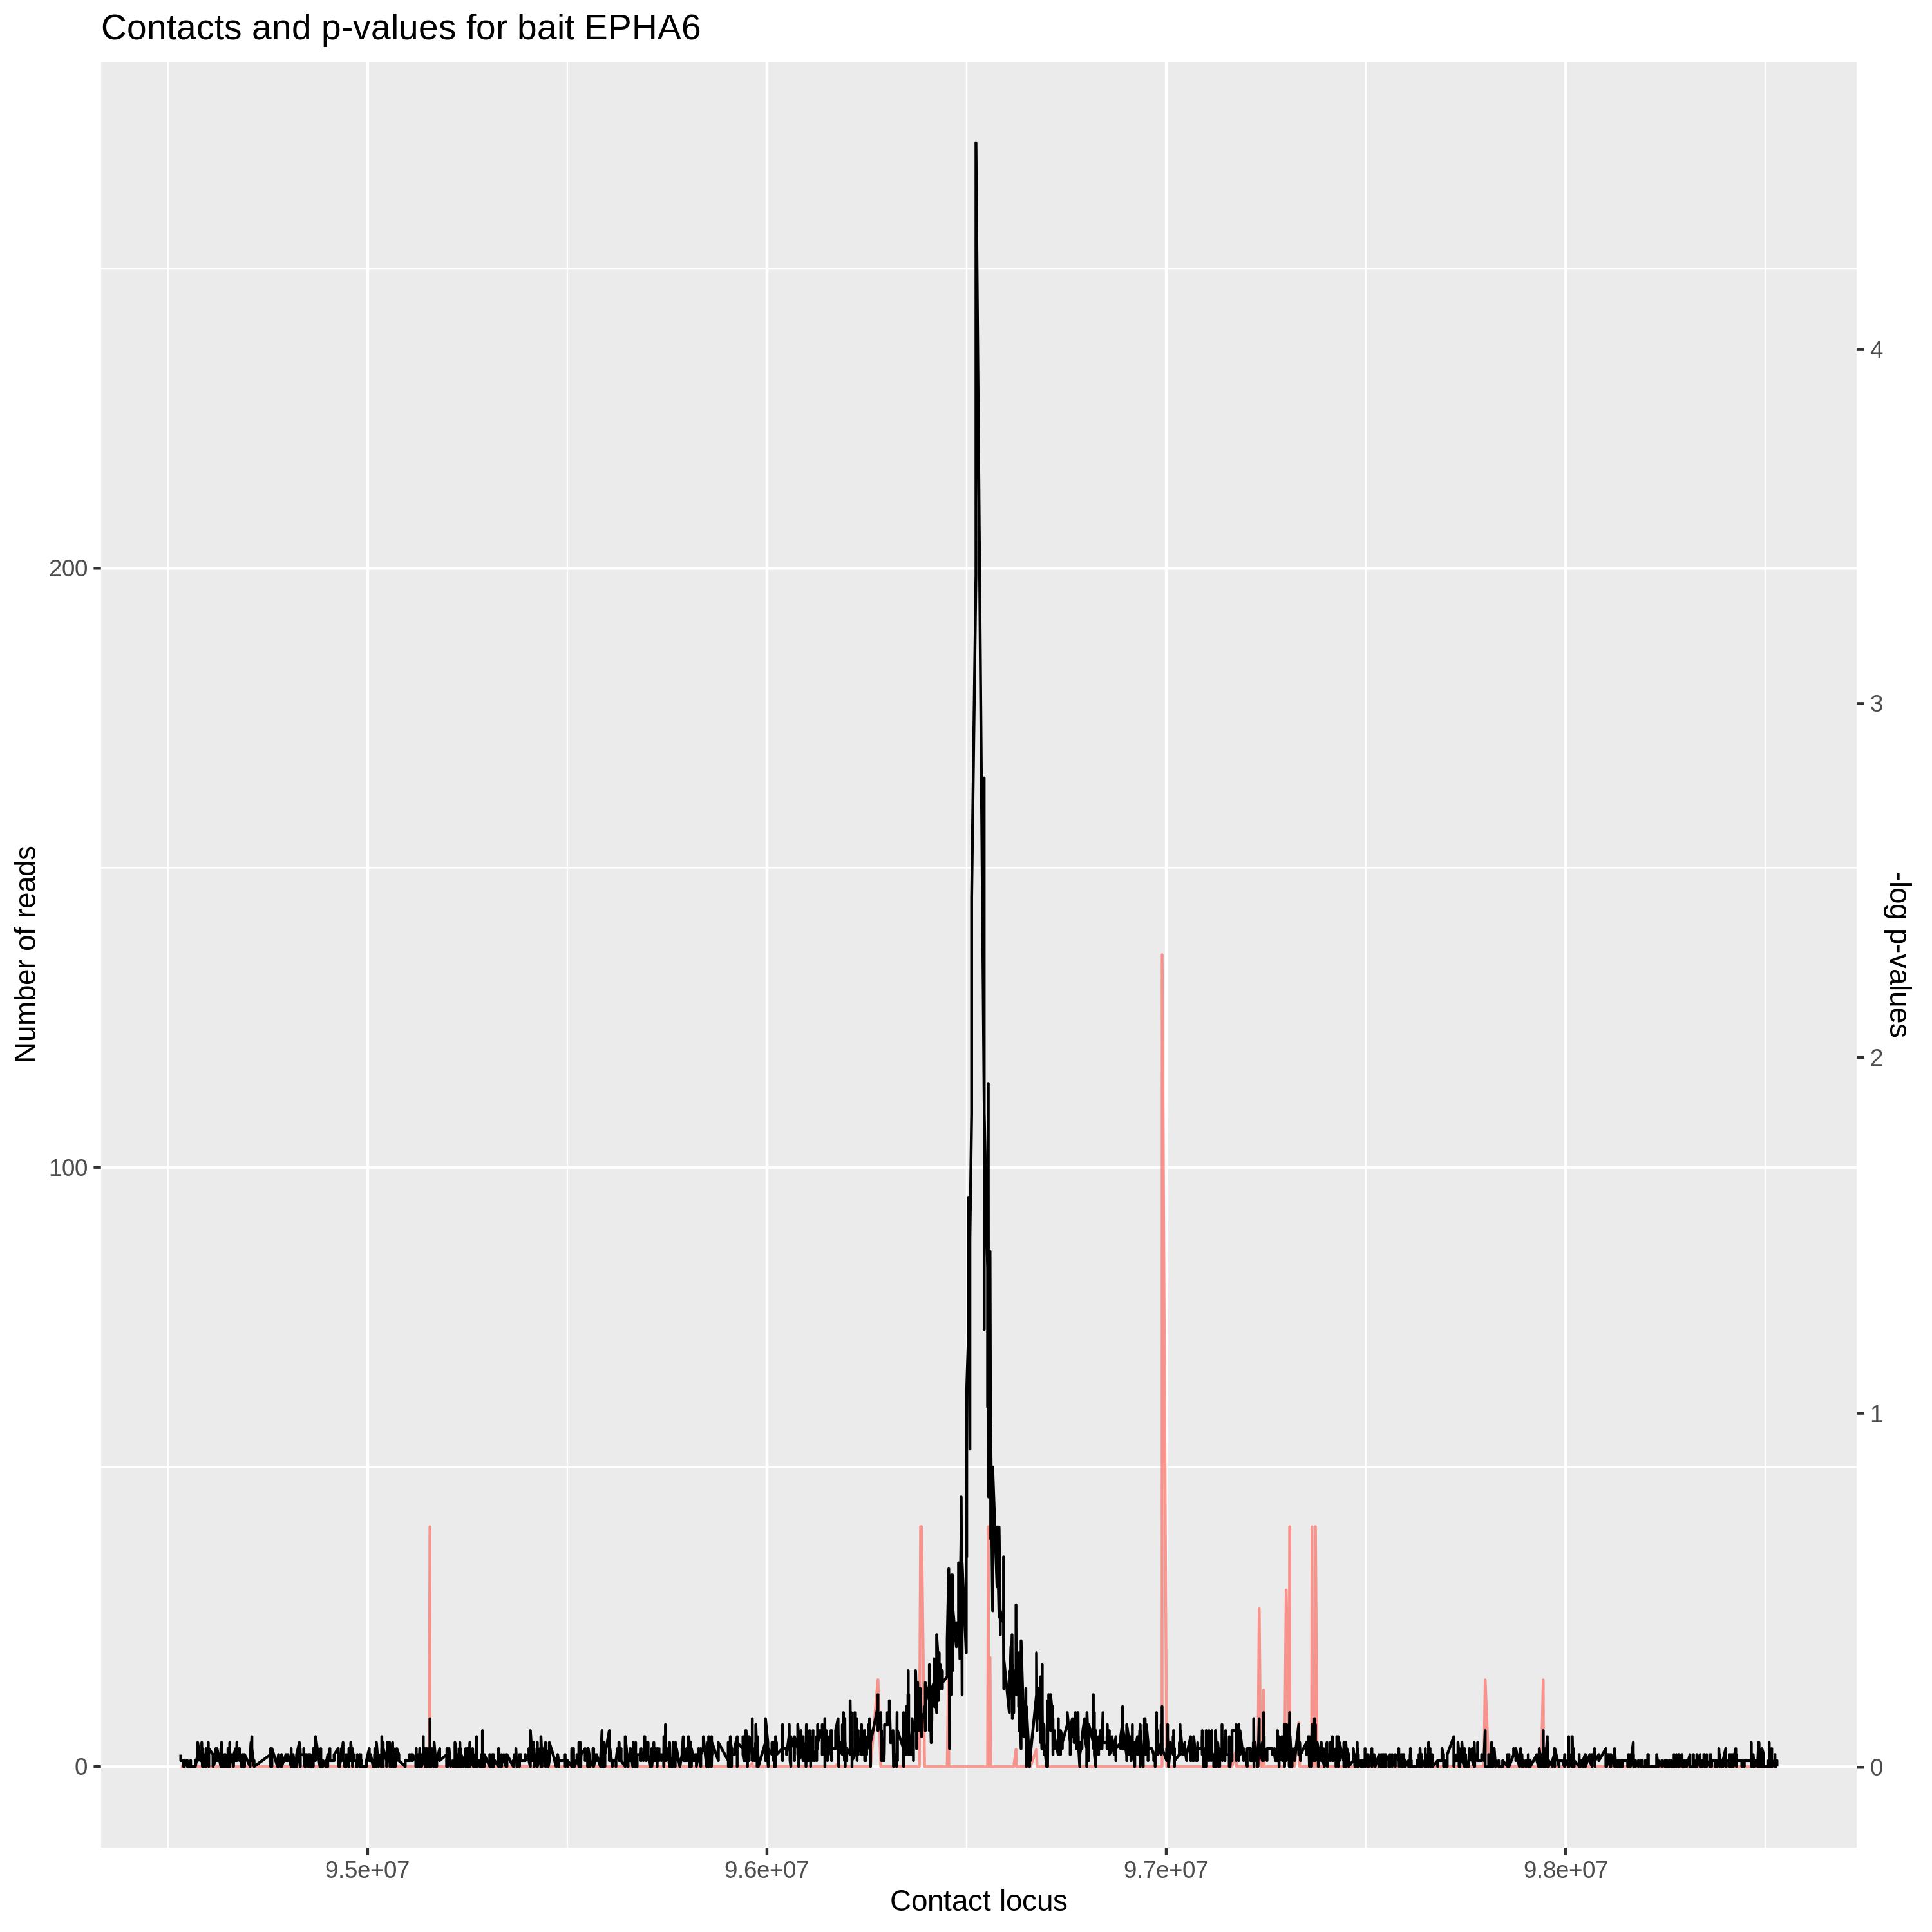 Contacts and p-values for bait EPHA6
Number of reads
200
100
0
4
3
2
1
0
-log p-values
9.5e+07
9.6e+07
9.7e+07
9.8e+07
Contact locus